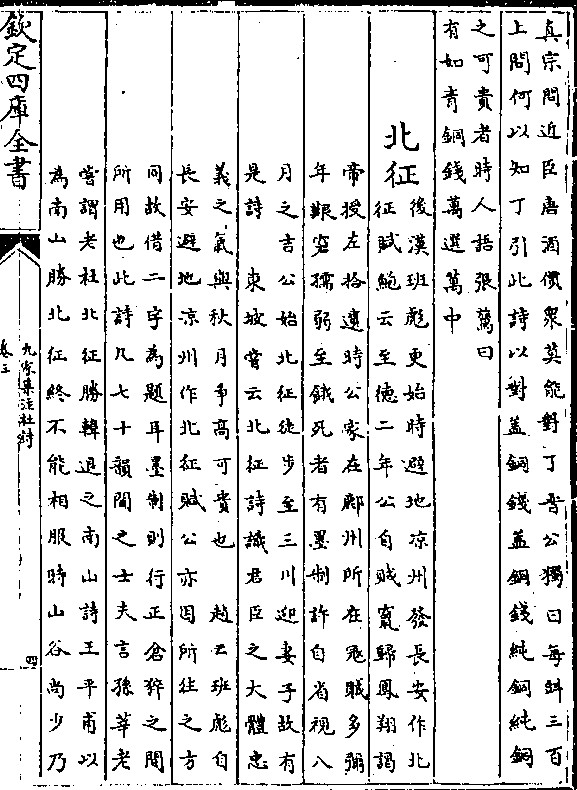 真宗問近臣唐酒價衆莫能對丁晉公獨曰每㪷三百
上問何以知丁引此詩以對盖銅錢盖銅錢純銅純銅
之可貴者時人語張鷟曰
有如青銅錢萬選萬中
北征
後漢班彪更始時避地凉州發長安作北
征賦鮑云至德二年公自賊竄歸鳳翔謁
帝授左拾遺時公家在鄜州所在冦賊多彌
年艱窶孺弱至餓死者有墨制許自省視八
月之吉公始北征徒步至三川迎妻子故有
是詩 東坡嘗云北征詩識君臣之大體忠
義之氣與秋月爭高可貴也 趙云班彪自
長安避地凉州作北征賦公亦因所往之方
同故借二字為題耳墨制則行正倉猝之間
所用也此詩凡七十韻間之士夫言孫莘老
嘗謂老杜北征勝韓退之南山詩王平甫以
為南山勝北征終不能相服時山谷尚少乃
欽定四庫全書
九家集注杜詩
卷三
四